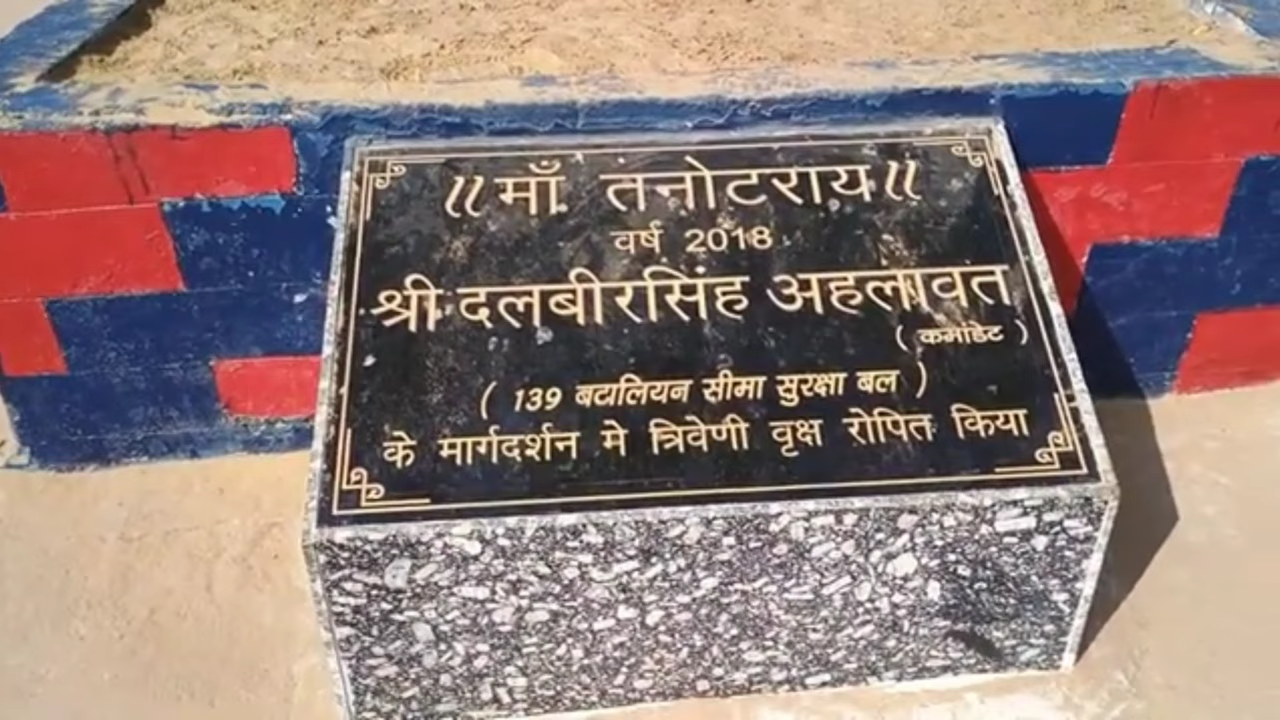 ॥माँ तनोटराय॥
वर्ष 2018
श्री दलबीरसिंह अहलावत
( कमांडेट )
( 139 बटालियन सीमा सुरक्षा बल )
के मार्गदर्शन मे त्रिवेणी वृक्ष रोपित किया